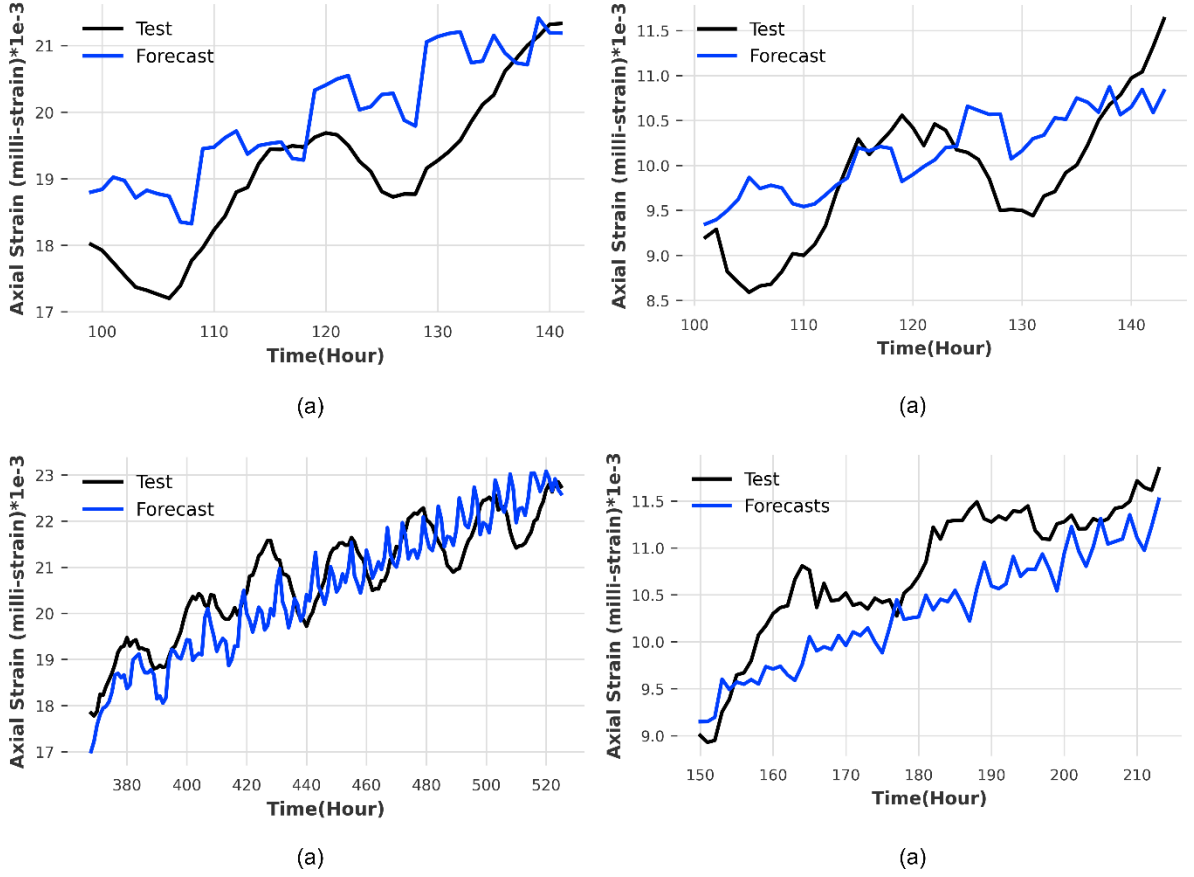 Axial Strain (milli-strain)*1e-3
Test
Forecast
21
20
19
18
17
100
110
120
130
140
Time(Hour)
(a)
Axial Strain (milli-strain)*1e-3
Test
Forecast
11.5
11.0
10.5
10.0
9.5
9.0
8.5
100
110
120
130
140
Time(Hour)
(a)
Axial Strain (milli-strain)*1e-3
Test
Forecast
23
22
21
20
19
18
17
380
400
420
440
460
480
500
520
Time(Hour)
(a)
Axial Strain (milli-strain)*1e-3
Test
Forecasts
11.5
11.0
10.5
10.0
9.5
9.0
150
160
170
180
190
200
210
Time(Hour)
(a)